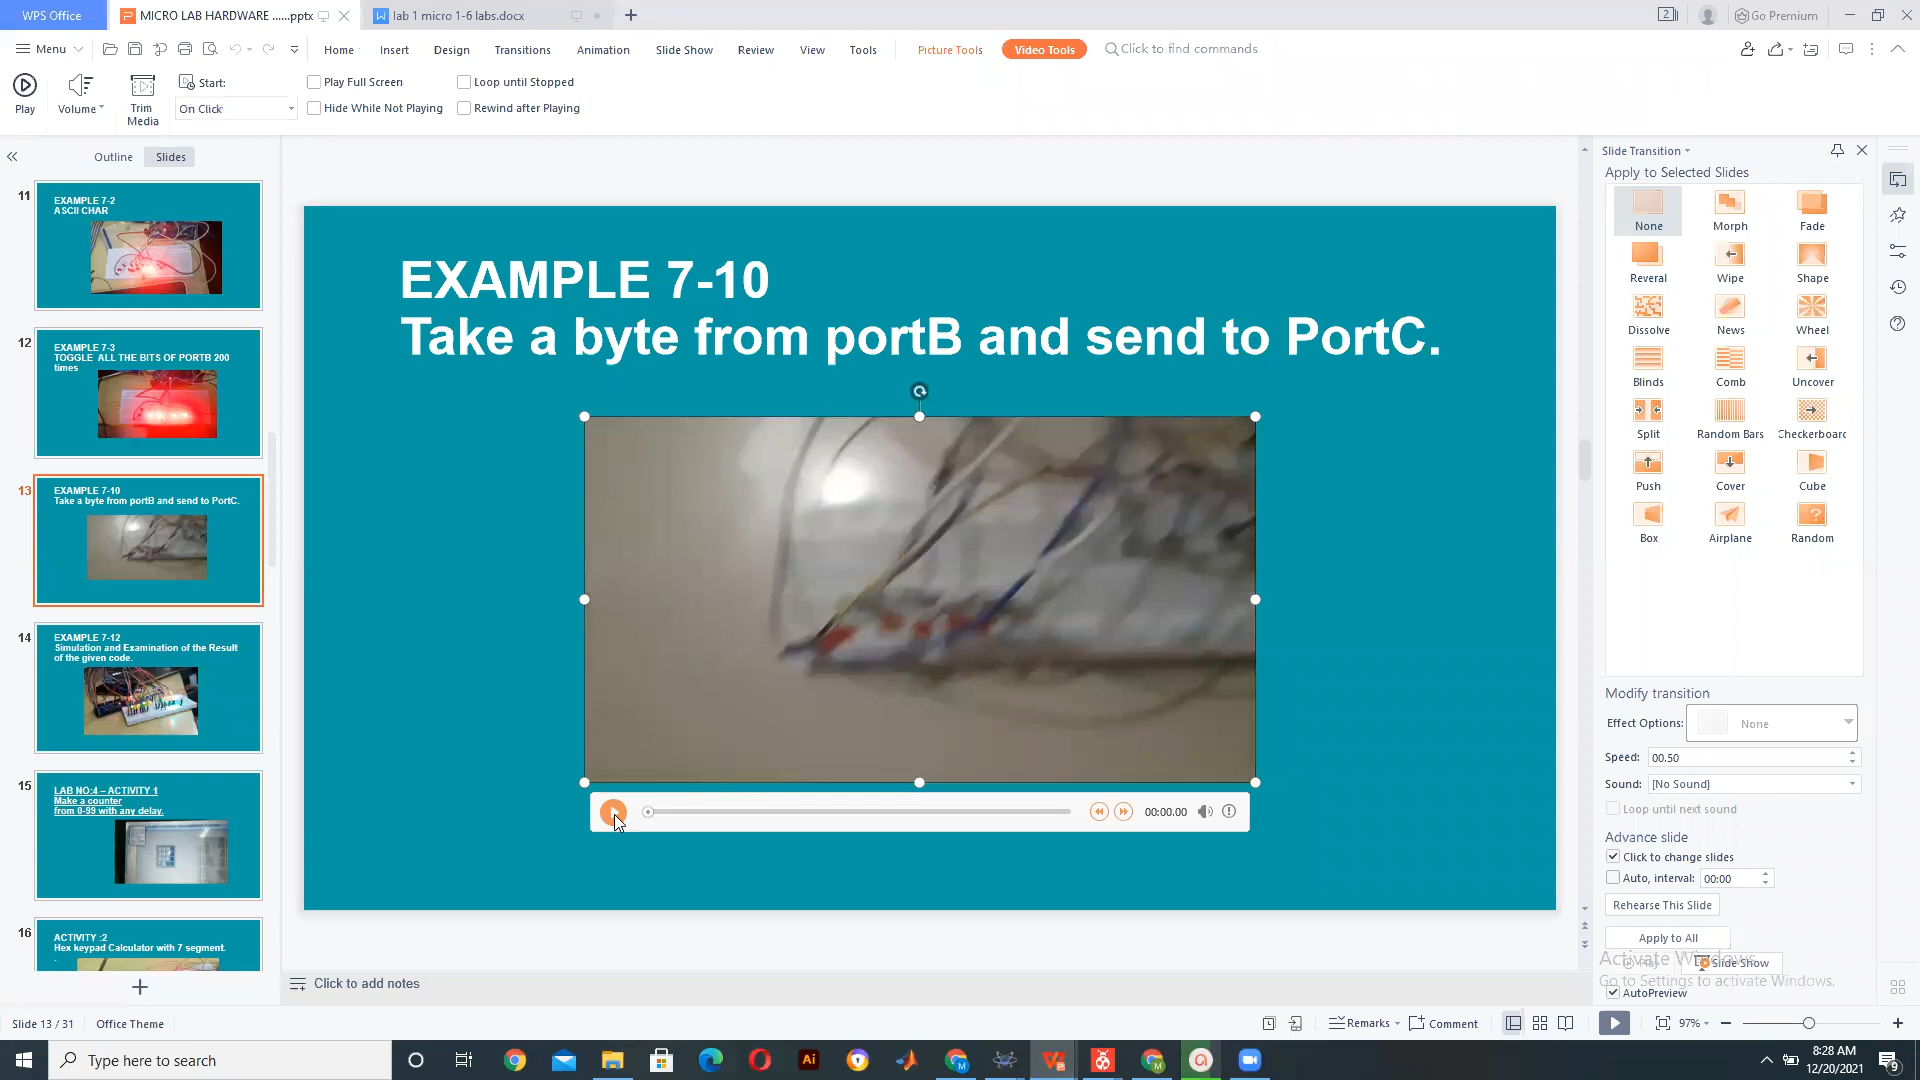 WPS Office
MICRO LAB HARDWARE ......pptx
lab 1 micro 1-6 labs.docx
Go Premium
Menu
Home
Insert
Design
Transitions
Animation
Slide Show
Review
View
Tools
Picture Tools
Video Tools
Click to find commands
Play
Volume
Trim
Media
Start:
On Click
Play Full Screen
Hide While Not Playing
Loop until Stopped
Rewind after Playing
Outline
Slides
11
EXAMPLE 7-2
ASCII CHAR
12
EXAMPLE 7-3
TOGGLE ALL THE BITS OF PORTB 200
times
13
EXAMPLE 7-10
Take a byte from portB and send to PortC.
14
EXAMPLE 7-12
Simulation and Examination of the Result
of the given code.
15
LAB NO:4 – ACTIVITY 1
Make a counter
from 0-99 with any delay.
16
ACTIVITY :2
Hex keypad Calculator with 7 segment.
EXAMPLE 7-10
Take a byte from portB and send to PortC.
00:00.00
Click to add notes
Slide Transition
Apply to Selected Slides
None
Morph
Fade
Reveral
Wipe
Shape
Dissolve
News
Wheel
Blinds
Comb
Uncover
Split
Random Bars
Checkerboard
Push
Cover
Cube
Box
Airplane
Random
Modify transition
Effect Options:
None
Speed:
00.50
Sound:
[No Sound]
Loop until next sound
Advance slide
Click to change slides
Auto, interval:
00:00
Rehearse This Slide
Apply to All
Play
Slide Show
AutoPreview
Activate Windows
Go to Settings to activate Windows.
Slide 13 / 31
Office Theme
Remarks
Comment
97%
Type here to search
8:28 AM
12/20/2021
9